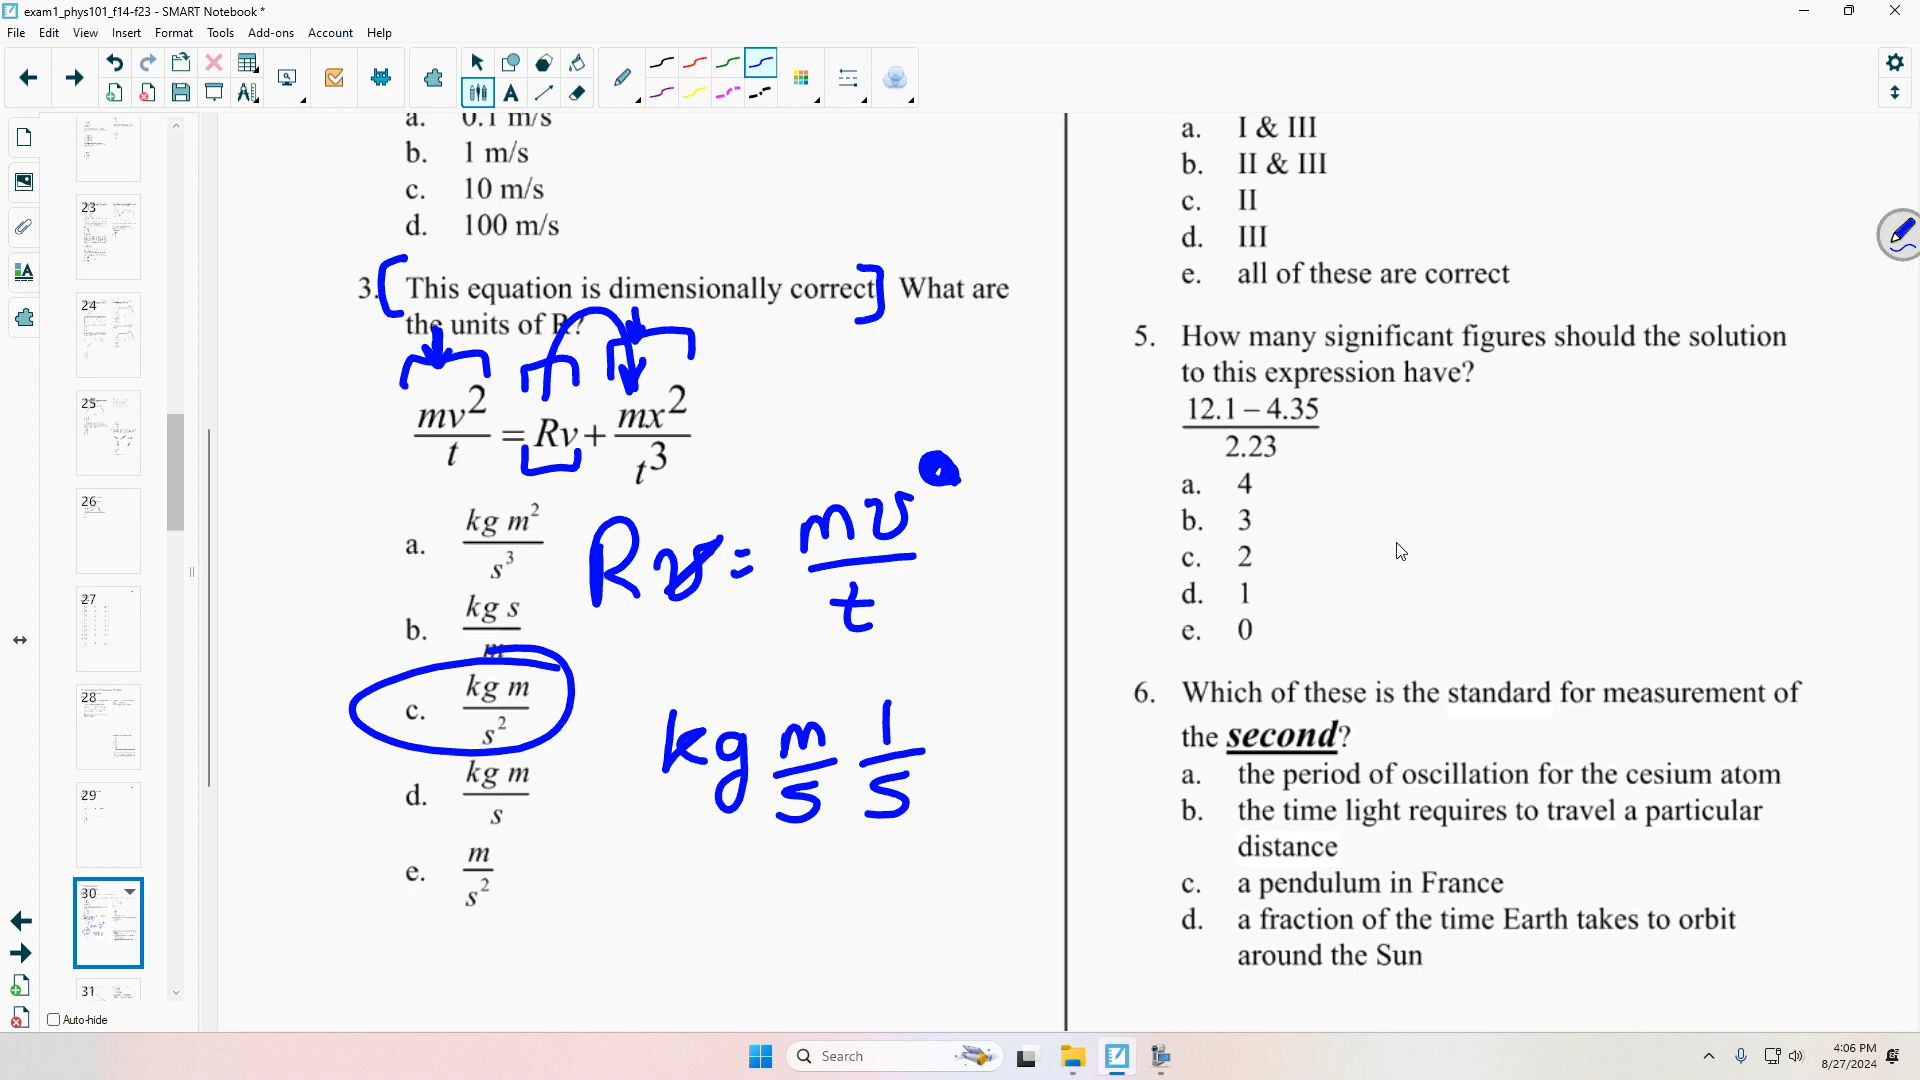 exam1_phys101_f14-f23 - SMART Notebook *
File Edit View Insert Format Tools Add-ons Account Help
23
24
25
26
27
28
29
30
31
Auto-hide
a. 0.1 m/s
b. 1 m/s
c. 10 m/s
d. 100 m/s
3. [This equation is dimensionally correct] What are
the units of R?
mv²/t = Rv + mx²/t³
a. kg m²/s³
b. kg s/m
c. kg m/s²
d. kg m/s
e. m/s²
Rv = mv/t
kg m/s 1/s
a. I & III
b. II & III
c. II
d. III
e. all of these are correct
5. How many significant figures should the solution
to this expression have?
12.1 – 4.35
2.23
a. 4
b. 3
c. 2
d. 1
e. 0
6. Which of these is the standard for measurement of
the second?
a. the period of oscillation for the cesium atom
b. the time light requires to travel a particular
distance
c. a pendulum in France
d. a fraction of the time Earth takes to orbit
around the Sun
Search
4:06 PM
8/27/2024